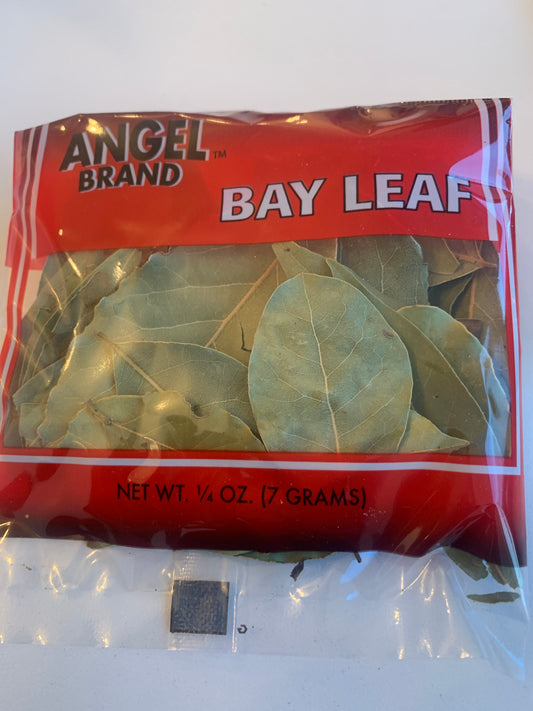 ANGEL™
BRAND
BAY LEAF
NET WT. ¼ OZ. (7 GRAMS)